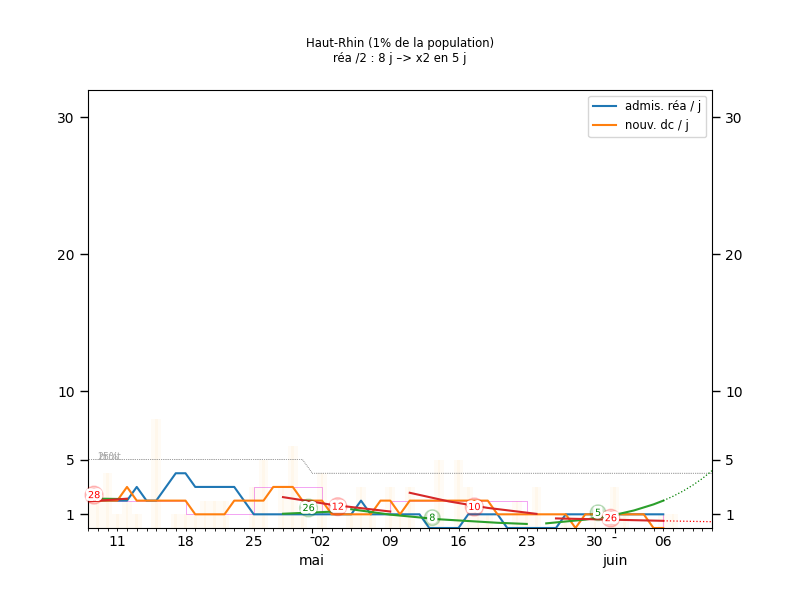 Haut-Rhin (1% de la population)
réa /2 : 8 j –> x2 en 5 j
admis. réa / j
nouv. dc / j
30 30
20 20
10 10
5 5
1 1
28 26 12 8 10 5 26
11 18 25 02 09 16 23 30 06
mai juin